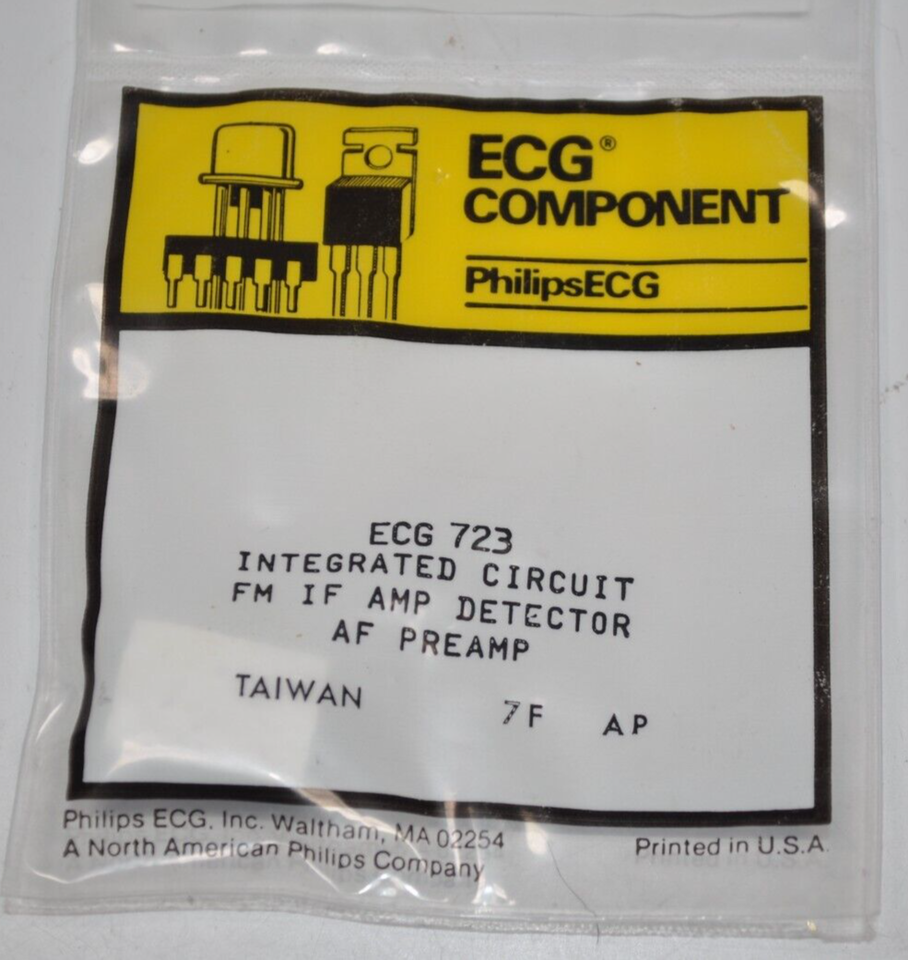 ECG®
COMPONENT
PhilipsECG
ECG 723
INTEGRATED CIRCUIT
FM IF AMP DETECTOR
AF PREAMP
TAIWAN 7F AP
Philips ECG, Inc. Waltham, MA 02254
A North American Philips Company
Printed in U.S.A.